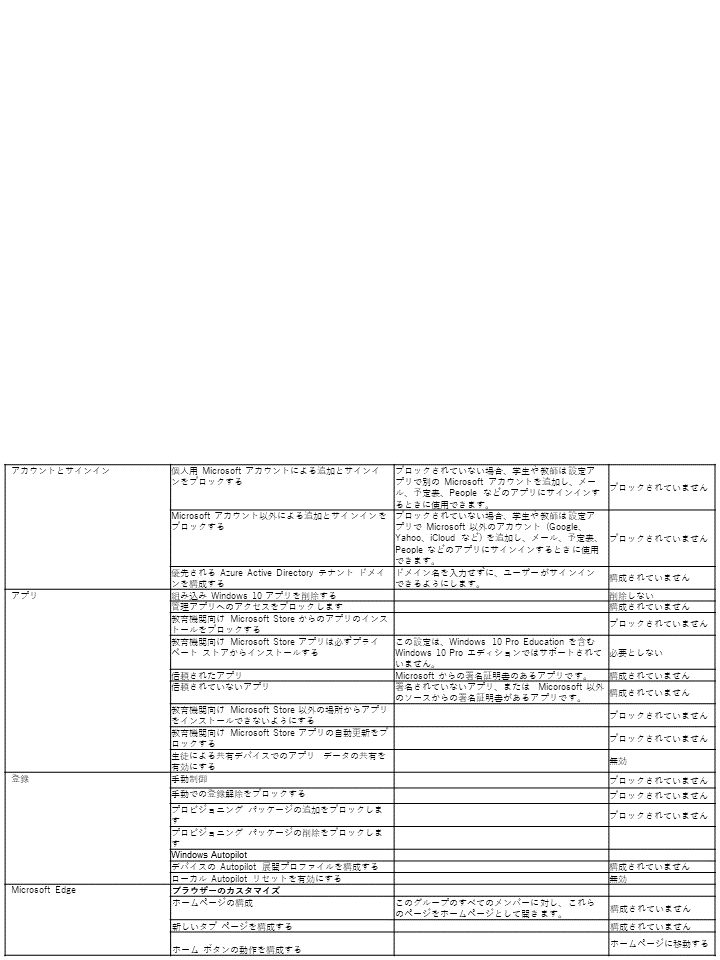 アカウントとサインイン
個人用 Microsoft アカウントによる追加とサインイ
ンをブロックする
ブロックされていない場合、学生や教師は設定ア
プリで別の Microsoft アカウントを追加し、メー
ル、予定表、People などのアプリにサインインす
るときに使用できます。
ブロックされていません
Microsoft アカウント以外による追加とサインインを
ブロックする
ブロックされていない場合、学生や教師は設定ア
プリで Microsoft 以外のアカウント (Google、
Yahoo、iCloud など) を追加し、メール、予定表、
People などのアプリにサインインするときに使用
できます。
ブロックされていません
優先される Azure Active Directory テナント ドメイ
ンを構成する
ドメイン名を入力せずに、ユーザーがサインイン
できるようにします。
構成されていません
アプリ
組み込み Windows 10 アプリを削除する
削除しない
管理アプリへのアクセスをブロックします
構成されていません
教育機関向け Microsoft Store からのアプリのインス
トールをブロックする
ブロックされていません
教育機関向け Microsoft Store アプリは必ずプライ
ベート ストアからインストールする
この設定は、Windows 10 Pro Education を含む
Windows 10 Pro エディションではサポートされて
いません。
必要としない
信頼されたアプリ
Microsoft からの署名証明書のあるアプリです。
構成されていません
信頼されていないアプリ
署名されていないアプリ、または Micorosoft 以外
のソースからの署名証明書があるアプリです。
構成されていません
教育機関向け Microsoft Store 以外の場所からアプリ
をインストールできないようにする
ブロックされていません
教育機関向け Microsoft Store アプリの自動更新をブ
ロックする
ブロックされていません
生徒による共有デバイスでのアプリ データの共有を
有効にする
無効
登録
手動制御
ブロックされていません
手動での登録解除をブロックする
ブロックされていません
プロビジョニング パッケージの追加をブロックしま
す
ブロックされていません
プロビジョニング パッケージの削除をブロックしま
す
Windows Autopilot
デバイスの Autopilot 展開プロファイルを構成する
構成されていません
ローカル Autopilot リセットを有効にする
無効
Microsoft Edge
ブラウザーのカスタマイズ
ホームページの構成
このグループのすべてのメンバーに対し、これら
のページをホームページとして開きます。
構成されていません
新しいタブ ページを構成する
構成されていません
ホーム ボタンの動作を構成する
ホームページに移動する